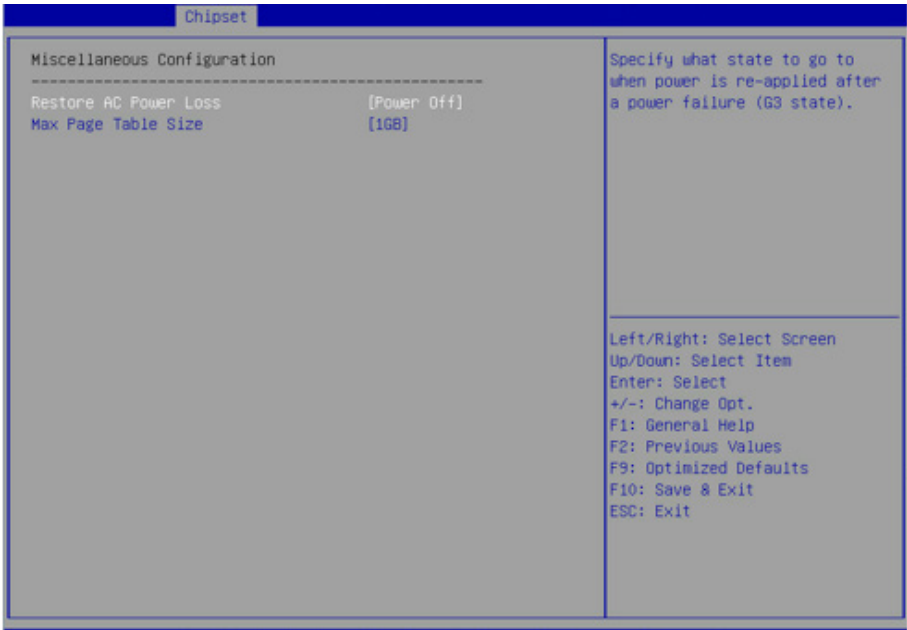 Chipset
Miscellaneous Configuration
--------------------------------------------------
Restore AC Power Loss [Power Off]
Max Page Table Size [1GB]
Specify what state to go to
when power is re-applied after
a power failure (G3 state).
Left/Right: Select Screen
Up/Down: Select Item
Enter: Select
+/-: Change Opt.
F1: General Help
F2: Previous Values
F9: Optimized Defaults
F10: Save & Exit
ESC: Exit